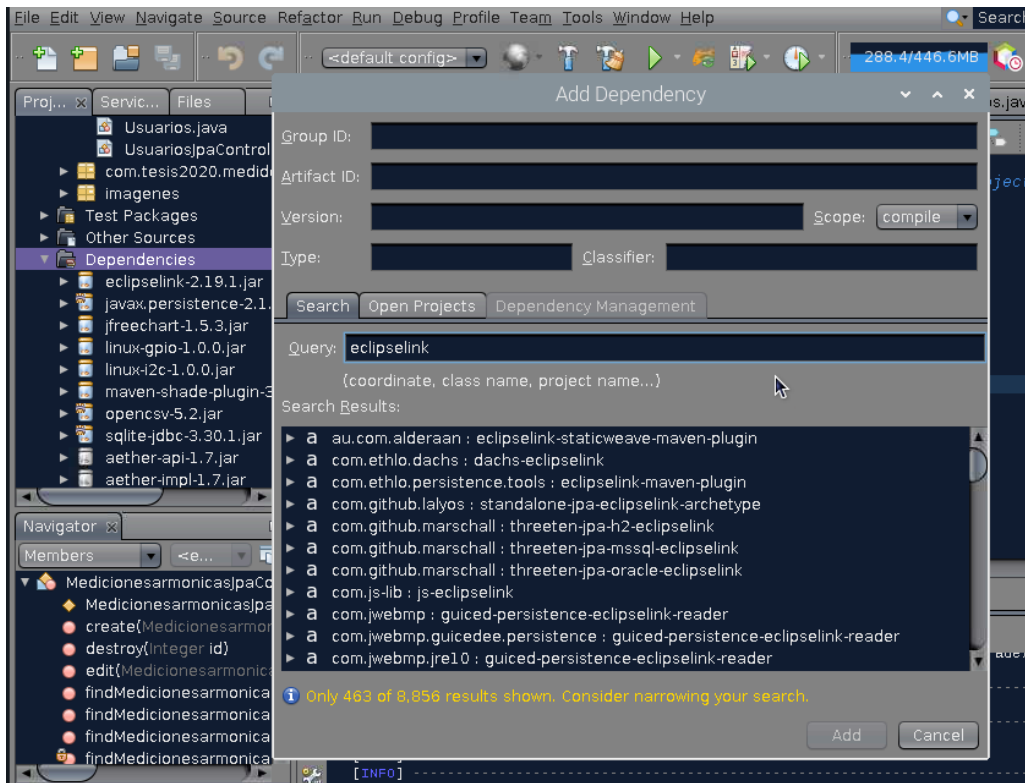 File Edit View Navigate Source Refactor Run Debug Profile Team Tools Window Help
Search
<default config>
288.4/446.6MB
Proj... Servic... Files
Usuarios.java
UsuariosJpaControl
com.tesis2020.medid
imagenes
Test Packages
Other Sources
Dependencies
eclipselink-2.19.1.jar
javax.persistence-2.1.
jfreechart-1.5.3.jar
linux-gpio-1.0.0.jar
linux-i2c-1.0.0.jar
maven-shade-plugin-3
opencsv-5.2.jar
sqlite-jdbc-3.30.1.jar
aether-api-1.7.jar
aether-impl-1.7.jar
Navigator
Members <e...
MedicionesarmonicasJpaCo
MedicionesarmonicasJpa
create(Medicionesarmon
destroy(Integer id)
edit(Medicionesarmonica
findMedicionesarmonica
findMedicionesarmonica
findMedicionesarmonica
findMedicionesarmonica
Add Dependency
Group ID:
Artifact ID:
Version:
Scope: compile
Type:
Classifier:
Search Open Projects Dependency Management
Query: eclipselink
(coordinate, class name, project name...)
Search Results:
a au.com.alderaan : eclipselink-staticweave-maven-plugin
a com.ethlo.dachs : dachs-eclipselink
a com.ethlo.persistence.tools : eclipselink-maven-plugin
a com.github.lalyos : standalone-jpa-eclipselink-archetype
a com.github.marschall : threeten-jpa-h2-eclipselink
a com.github.marschall : threeten-jpa-mssql-eclipselink
a com.github.marschall : threeten-jpa-oracle-eclipselink
a com.js-lib : js-eclipselink
a com.jwebmp : guiced-persistence-eclipselink-reader
a com.jwebmp.guicedee.persistence : guiced-persistence-eclipselink-reader
a com.jwebmp.jre10 : guiced-persistence-eclipselink-reader
Only 463 of 8,856 results shown. Consider narrowing your search.
Add Cancel
s.jav
ject
ade
[INFO] ------------------------------------------------------------------------